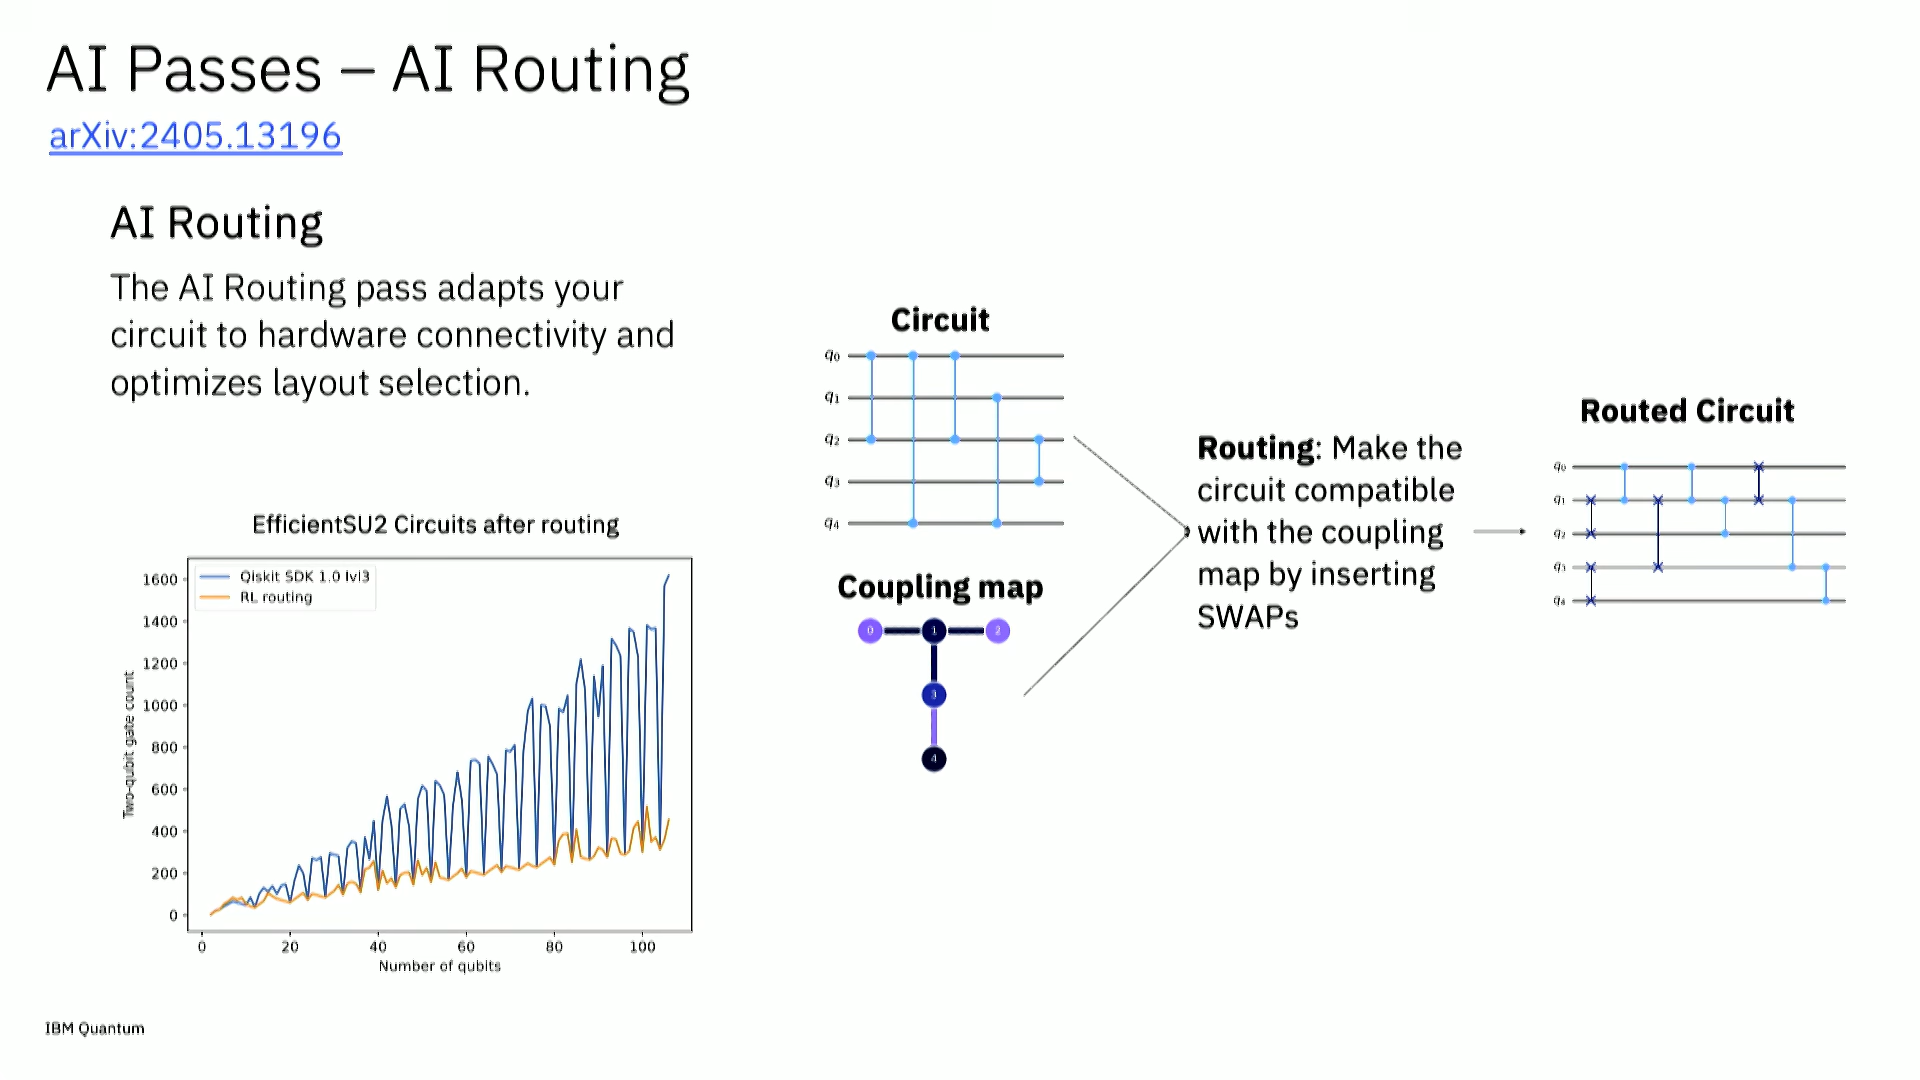 AI Passes – AI Routing
arXiv:2405.13196
AI Routing
The AI Routing pass adapts your
circuit to hardware connectivity and
optimizes layout selection.
EfficientSU2 Circuits after routing
Qiskit SDK 1.0 lvl3
RL routing
Two-qubit gate count
1600
1400
1200
1000
800
600
400
200
0
0 20 40 60 80 100
Number of qubits
Circuit
q0
q1
q2
q3
q4
Coupling map
0 1 2
3
4
Routing: Make the
circuit compatible
with the coupling
map by inserting
SWAPs
Routed Circuit
q0
q1
q2
q3
q4
IBM Quantum